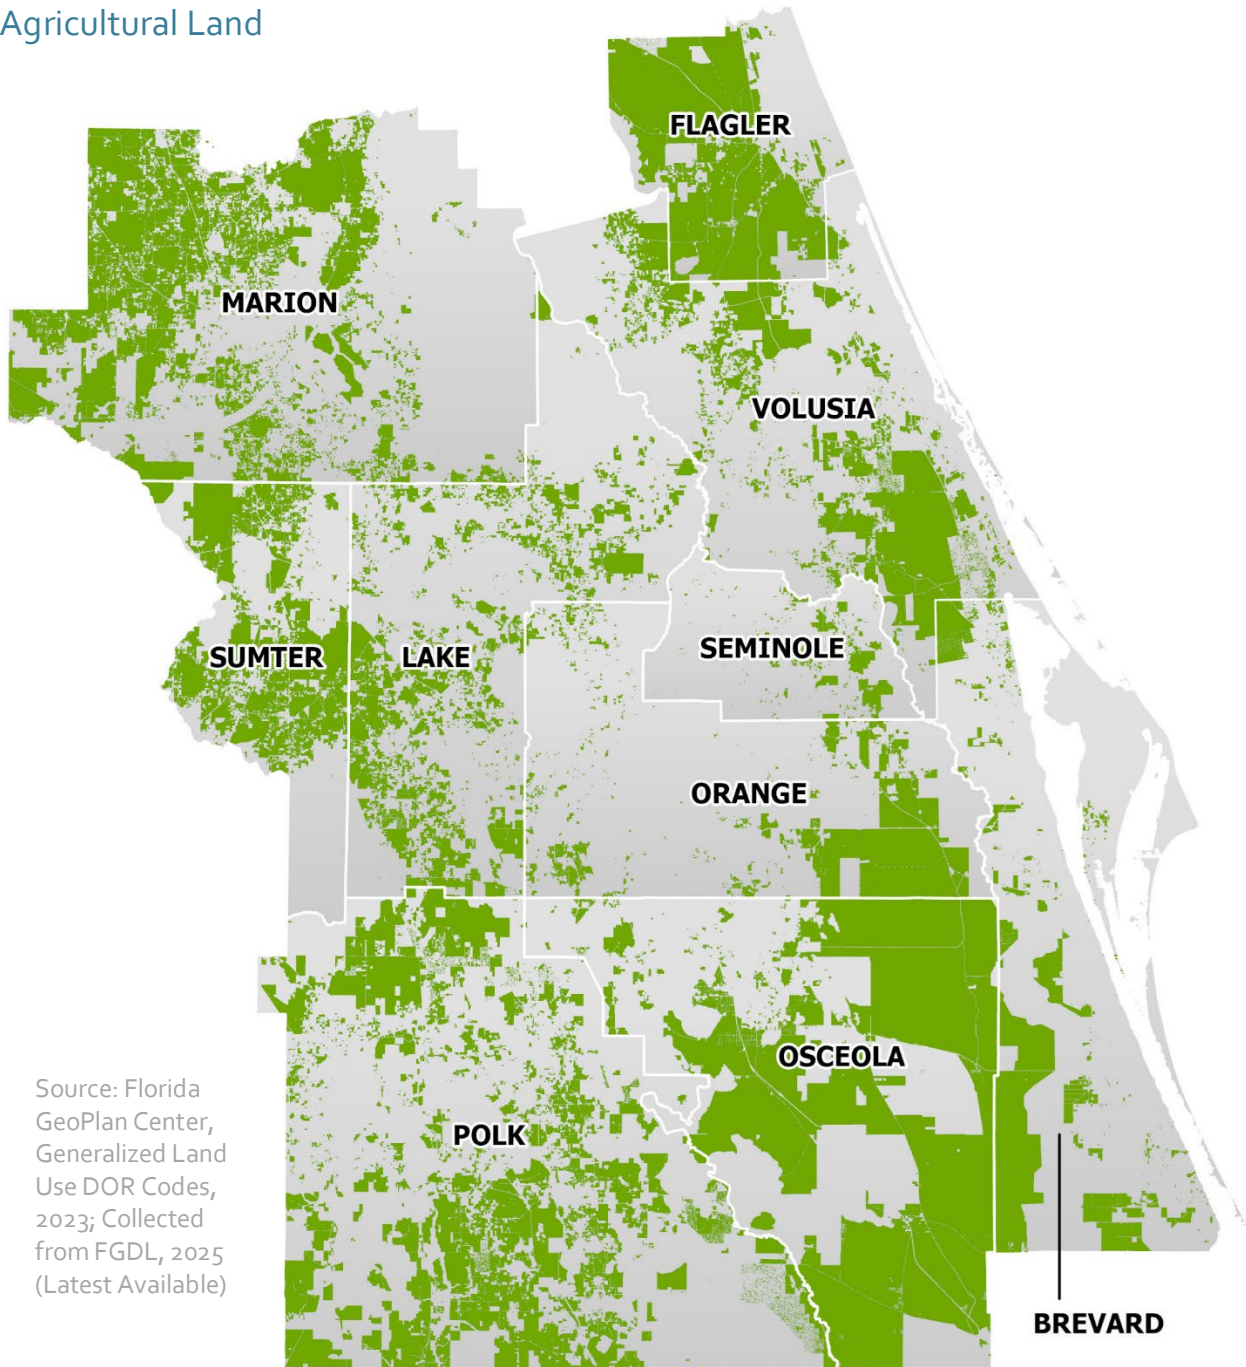 Agricultural Land
FLAGLER
MARION
VOLUSIA
SEMINOLE
SUMTER
LAKE
ORANGE
OSCEOLA
POLK
BREVARD
Source: Florida
GeoPlan Center,
Generalized Land
Use DOR Codes,
2023; Collected
from FGDL, 2025
(Latest Available)